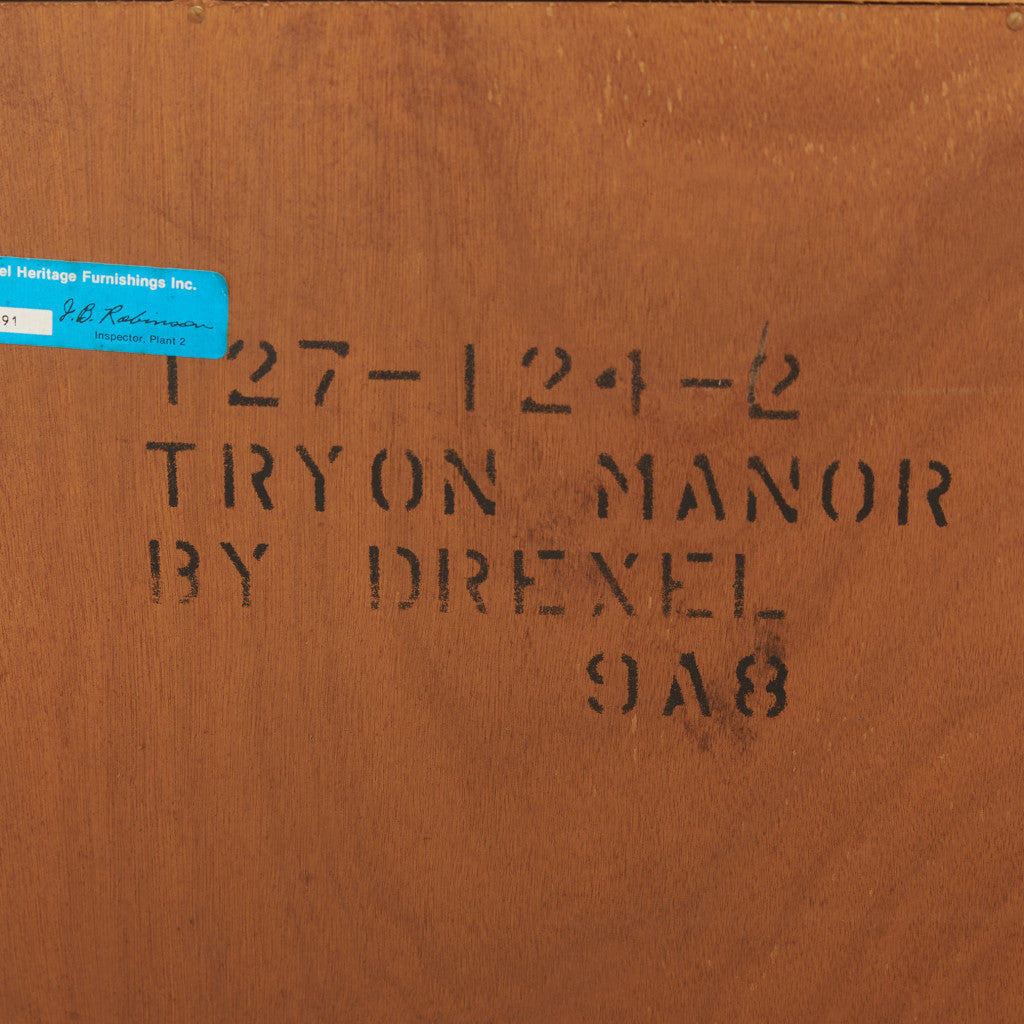 el Heritage Furnishings Inc.
91
J.B. Robinson
Inspector, Plant 2
127-124-2
TRYON MANOR
BY DREXEL
9A8